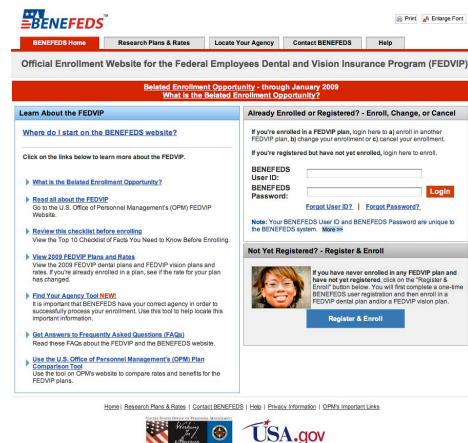 BENEFEDS™
Print
Enlarge Font
BENEFEDS Home
Research Plans & Rates
Locate Your Agency
Contact BENEFEDS
Help
Official Enrollment Website for the Federal Employees Dental and Vision Insurance Program (FEDVIP)
Belated Enrollment Opportunity - through January 2009
What is the Belated Enrollment Opportunity?
Learn About the FEDVIP
Where do I start on the BENEFEDS website?
Click on the links below to learn more about the FEDVIP.
What is the Belated Enrollment Opportunity?
Read all about the FEDVIP
Go to the U.S. Office of Personnel Management's (OPM) FEDVIP
Website.
Review this checklist before enrolling
View the Top 10 Checklist of Facts You Need to Know Before Enrolling.
View 2009 FEDVIP Plans and Rates
View the 2009 FEDVIP dental plans and FEDVIP vision plans and
rates. If you're already enrolled in a plan, see if the rate for your plan
has changed.
Find Your Agency Tool NEW!
It is important that BENEFEDS have your correct agency in order to
successfully process your enrollment. Use this tool to help locate this
important information.
Get Answers to Frequently Asked Questions (FAQs)
Read these FAQs about the FEDVIP and the BENEFEDS website.
Use the U.S. Office of Personnel Management's (OPM) Plan
Comparison Tool
Use the tool on OPM's website to compare rates and benefits for the
FEDVIP plans.
Already Enrolled or Registered? - Enroll, Change, or Cancel
If you're enrolled in a FEDVIP plan, login here to a) enroll in another
FEDVIP plan, b) change your enrollment or c) cancel your enrollment.
If you're registered but have not yet enrolled, login here to enroll.
BENEFEDS
User ID:
BENEFEDS
Password:
Login
Forgot User ID? | Forgot Password?
Note: Your BENEFEDS User ID and BENEFEDS Password are unique to
the BENEFEDS system. More >>
Not Yet Registered? - Register & Enroll
If you have never enrolled in any FEDVIP plan and
have not yet registered, click on the "Register &
Enroll" button below. You will first complete a one-time
BENEFEDS user registration and then enroll in a
FEDVIP dental plan and/or a FEDVIP vision plan.
Register & Enroll
Home | Research Plans & Rates | Contact BENEFEDS | Help | Privacy Information | OPM's Important Links
United States Office of Personnel Management
Working
for
USA.gov